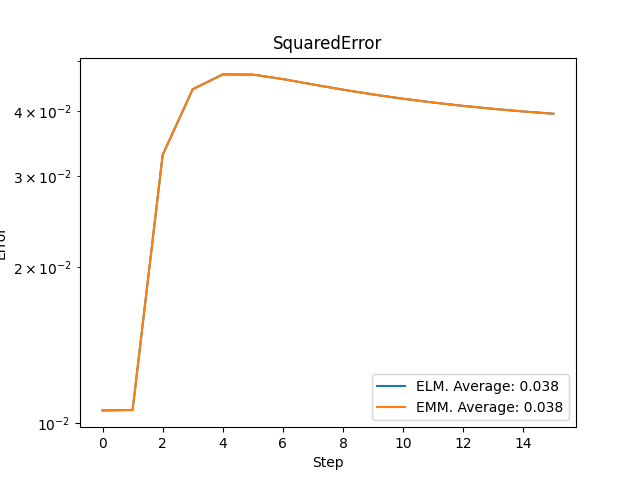 SquaredError
4 × 10⁻²
3 × 10⁻²
2 × 10⁻²
10⁻²
Error
ELM. Average: 0.038
EMM. Average: 0.038
0 2 4 6 8 10 12 14
Step